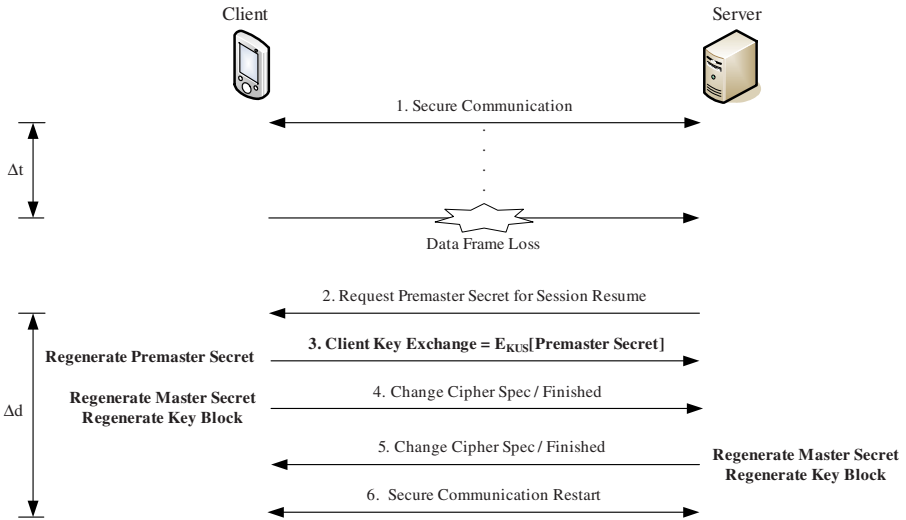 Client
Server
1. Secure Communication
Δt
Data Frame Loss
2. Request Premaster Secret for Session Resume
Regenerate Premaster Secret
3. Client Key Exchange = EKUS[Premaster Secret]
Regenerate Master Secret
Regenerate Key Block
4. Change Cipher Spec / Finished
Δd
5. Change Cipher Spec / Finished
Regenerate Master Secret
Regenerate Key Block
6. Secure Communication Restart